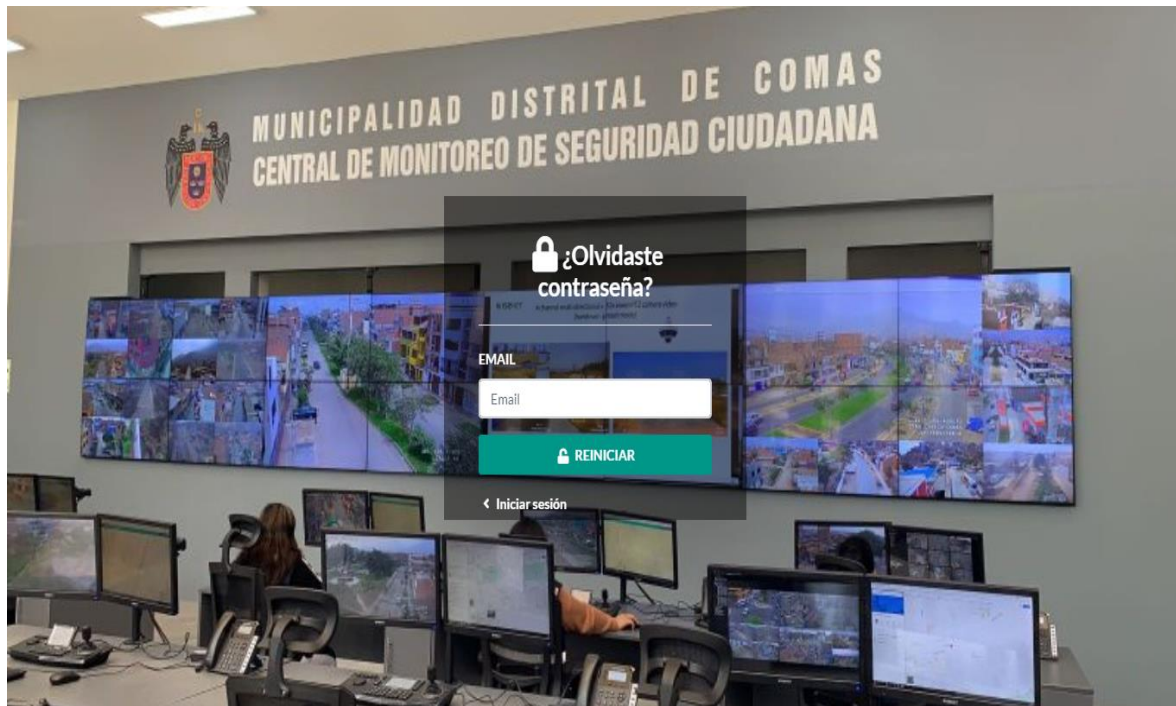 MUNICIPALIDAD DISTRITAL DE COMAS
CENTRAL DE MONITOREO DE SEGURIDAD CIUDADANA
¿Olvidaste
contraseña?
EMAIL
Email
REINICIAR
Iniciar sesión